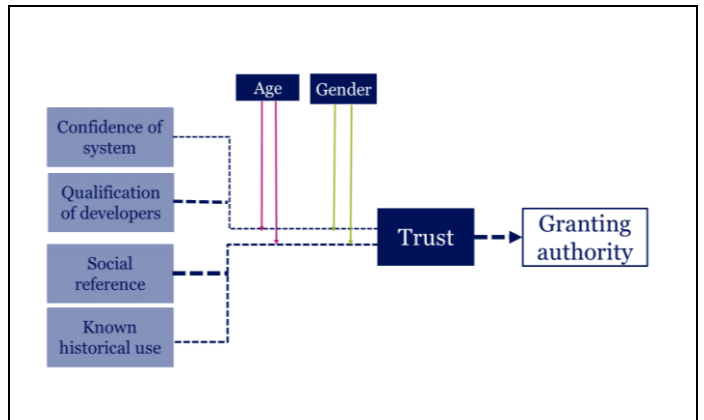 Age
Gender
Confidence of
system
Qualification
of developers
Social
reference
Known
historical use
Trust
Granting
authority